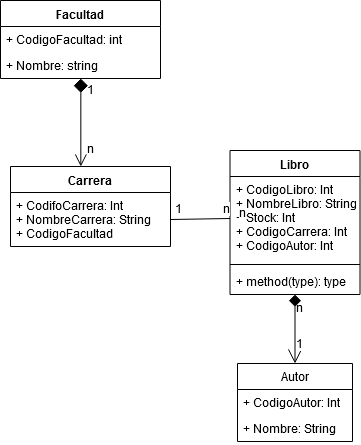 Facultad
+ CodigoFacultad: int
+ Nombre: string
1
n
Carrera
+ CodifoCarrera: Int
+ NombreCarrera: String
+ CodigoFacultad
1
n
n
Libro
+ CodigoLibro: Int
+ NombreLibro: String
Stock: Int
+ CodigoCarrera: Int
+ CodigoAutor: Int
+ method(type): type
n
1
Autor
+ CodigoAutor: Int
+ Nombre: String